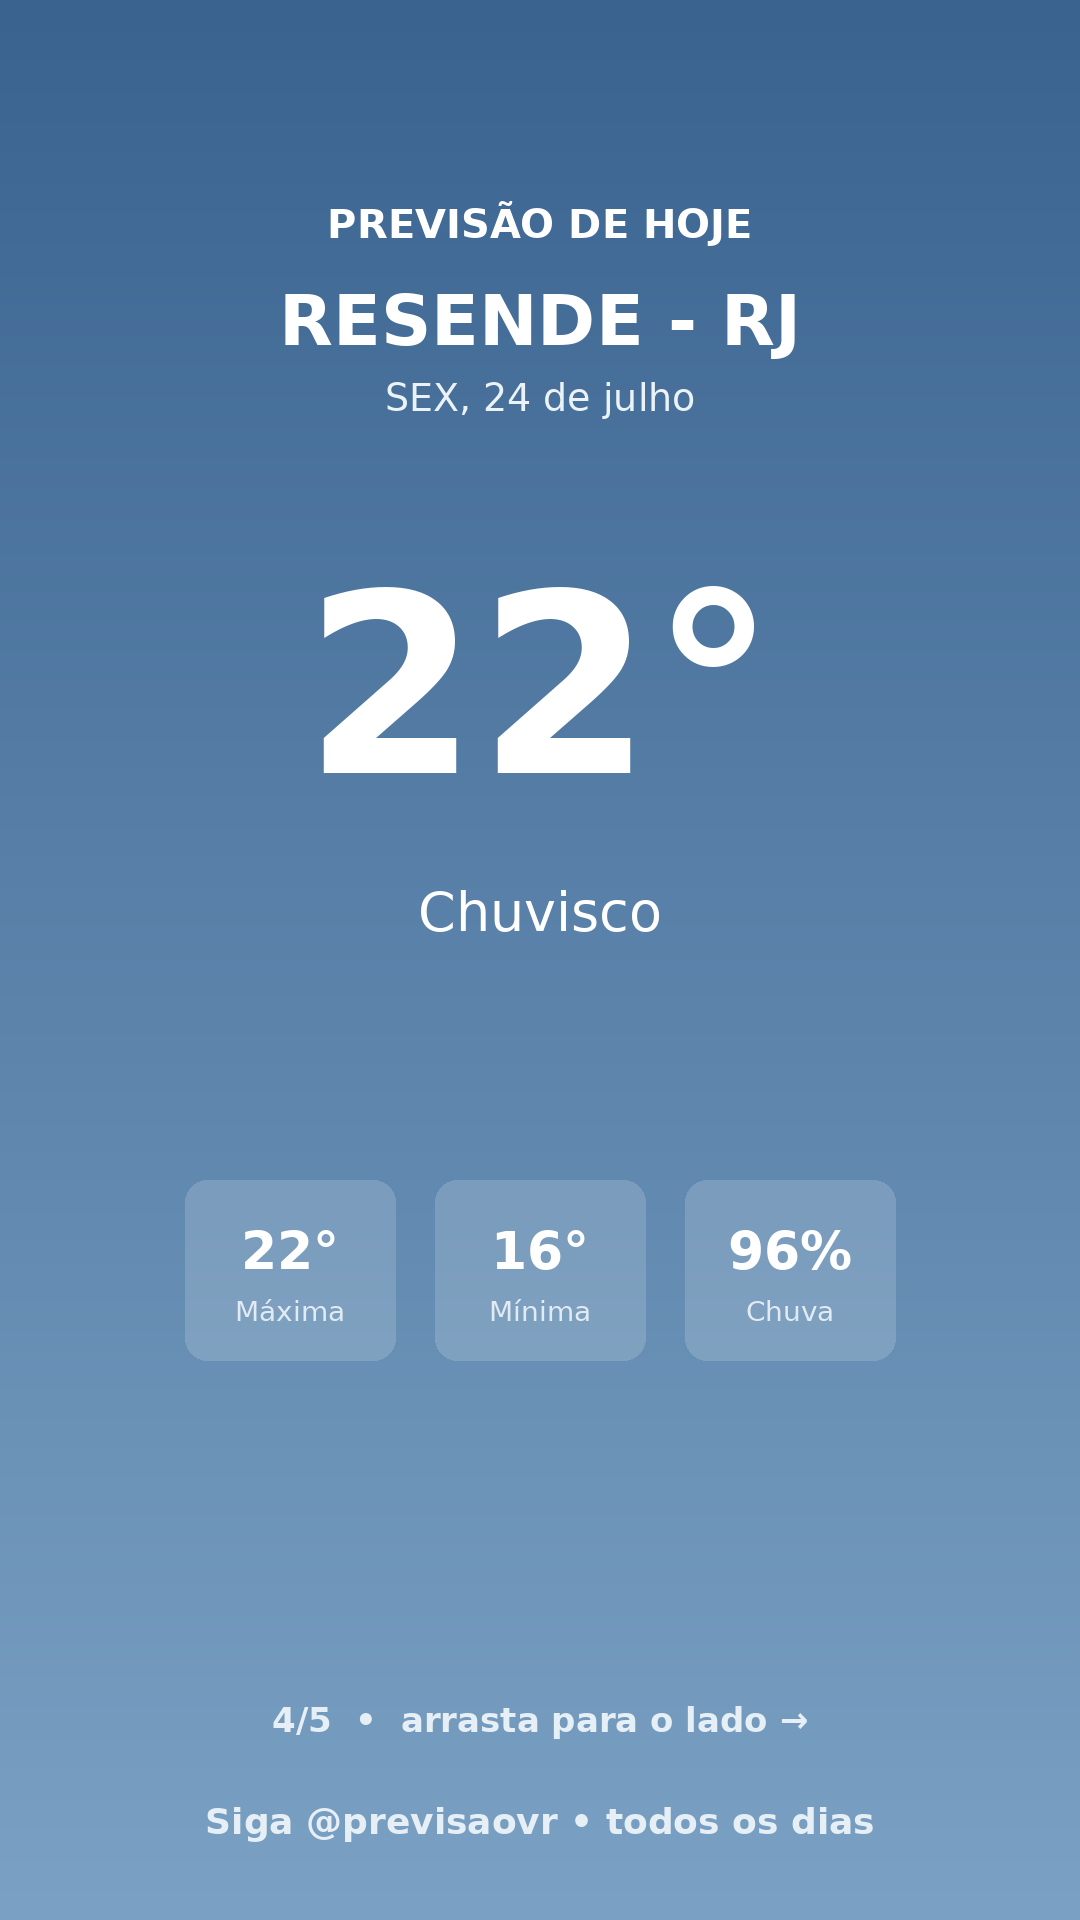 PREVISÃO DE HOJE
RESENDE - RJ
SEX, 24 de julho
22°
Chuvisco
22° 16° 96%
Máxima Mínima Chuva
4/5 • arrasta para o lado →
Siga @previsaovr • todos os dias